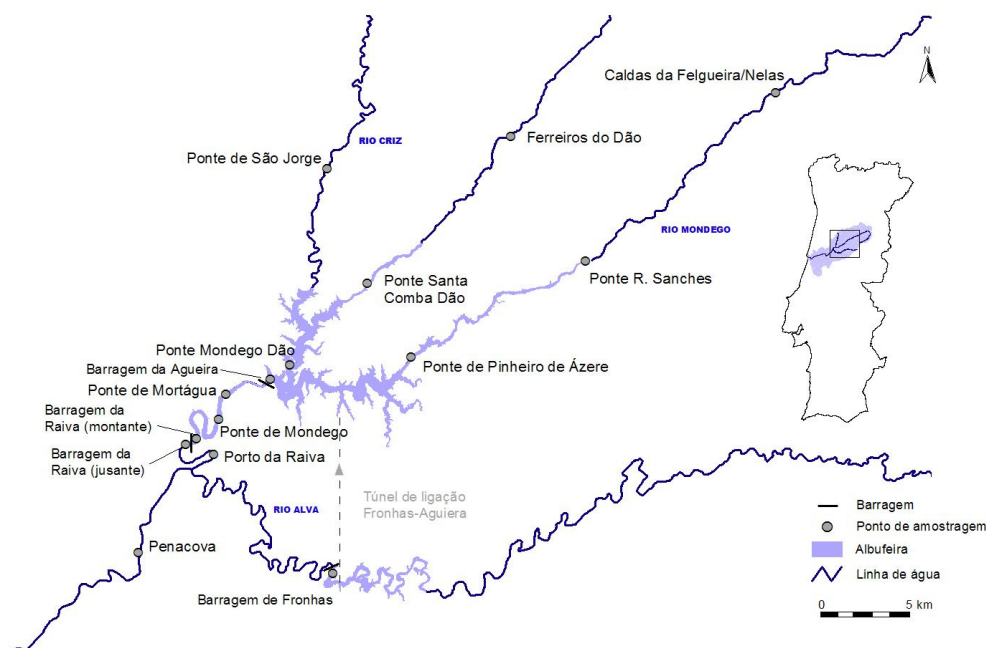 Caldas da Felgueira/Nelas
N
Ferreiros do Dão
RIO CRIZ
Ponte de São Jorge
RIO MONDEGO
Ponte R. Sanches
Ponte Santa
Comba Dão
Ponte Mondego Dão
Barragem da Agueira
Ponte de Pinheiro de Ázere
Ponte de Mortágua
Barragem da
Raiva (montante)
Ponte de Mondego
Barragem da
Raiva (jusante)
Porto da Raiva
Túnel de ligação
Fronhas-Aguiera
RIO ALVA
Penacova
Barragem de Fronhas
Barragem
Ponto de amostragem
Albufeira
Linha de água
0 5 km